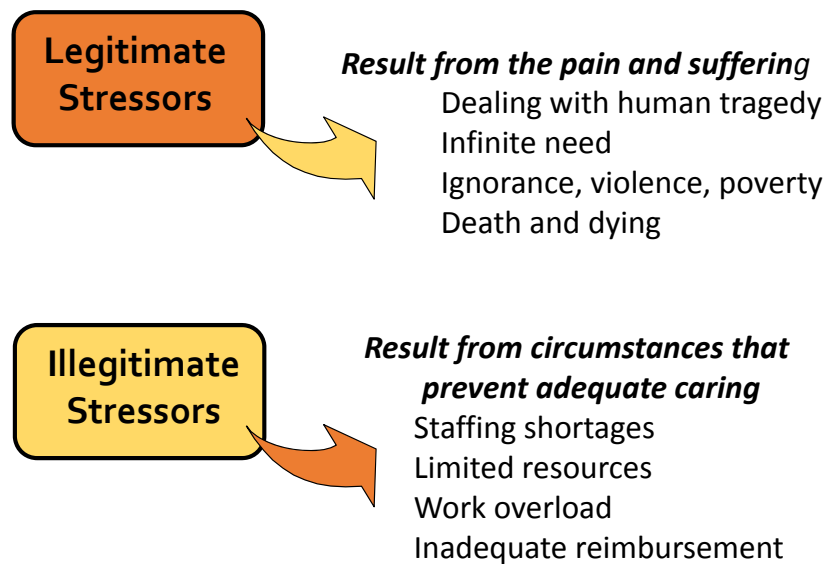 Legitimate
Stressors
Result from the pain and suffering
Dealing with human tragedy
Infinite need
Ignorance, violence, poverty
Death and dying
Illegitimate
Stressors
Result from circumstances that
prevent adequate caring
Staffing shortages
Limited resources
Work overload
Inadequate reimbursement